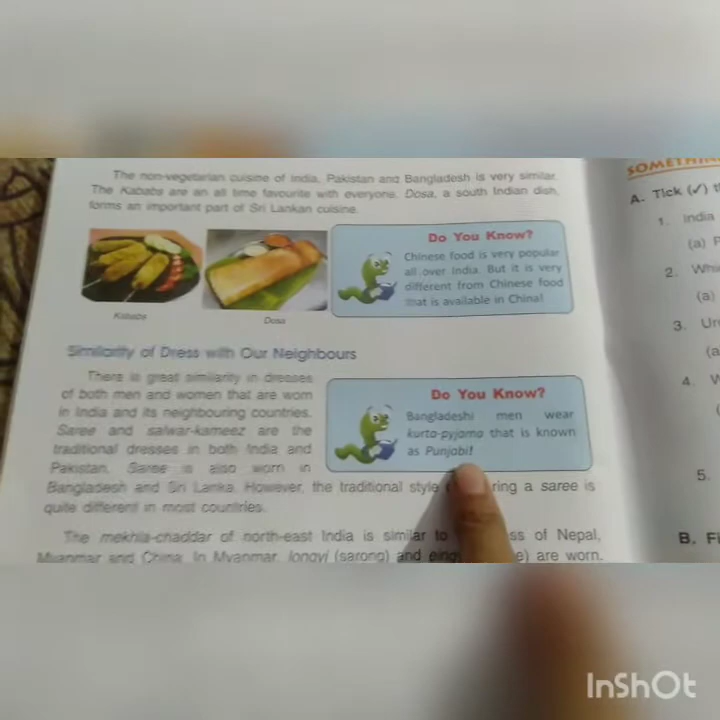 The non-vegetarian cuisine of India, Pakistan and Bangladesh is very similar.
The Kababs are an all time favourite with everyone. Dosa, a south Indian dish,
forms an important part of Sri Lankan cuisine.
Kababs
Dosa
Do You Know?
Chinese food is very popular
all over India. But it is very
different from Chinese food
that is available in China!
Similarity of Dress with Our Neighbours
There is great similarity in dresses
of both men and women that are worn
in India and its neighbouring countries.
Saree and salwar-kameez are the
traditional dresses in both India and
Pakistan. Saree is also worn in
Bangladesh and Sri Lanka. However, the traditional style ring a saree is
quite different in most countries.
Do You Know?
Bangladeshi men wear
kurta-pyjama that is known
as Punjabi!
The mekhla-chaddar of north-east India is similar to ss of Nepal,
Myanmar and China. In Myanmar, longyi (sarong) and e) are worn.
A. Tick (✓)
1. India
(a)
2.
(a)
3.
(a
4.
5.
B.
InShOt